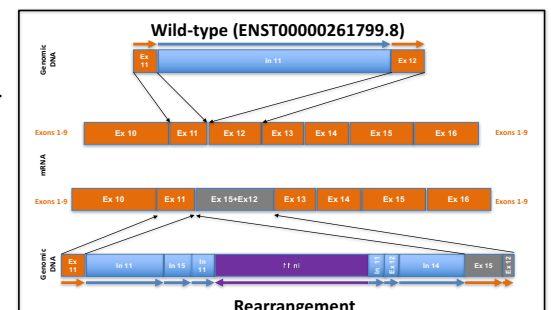 Wild-type (ENST00000261799.8)
Genomic DNA
Ex 11
In 11
Ex 12
Exons 1-9
Ex 10
Ex 11
Ex 12
Ex 13
Ex 14
Ex 15
Ex 16
Exons 1-9
mRNA
Exons 1-9
Ex 10
Ex 11
Ex 15+Ex12
Ex 13
Ex 14
Ex 15
Ex 16
Exons 1-9
Genomic DNA
Ex 11
In 11
In 15
In 11
In 11
Ex 12
In 14
Ex 15
Ex 12
Rearrangement